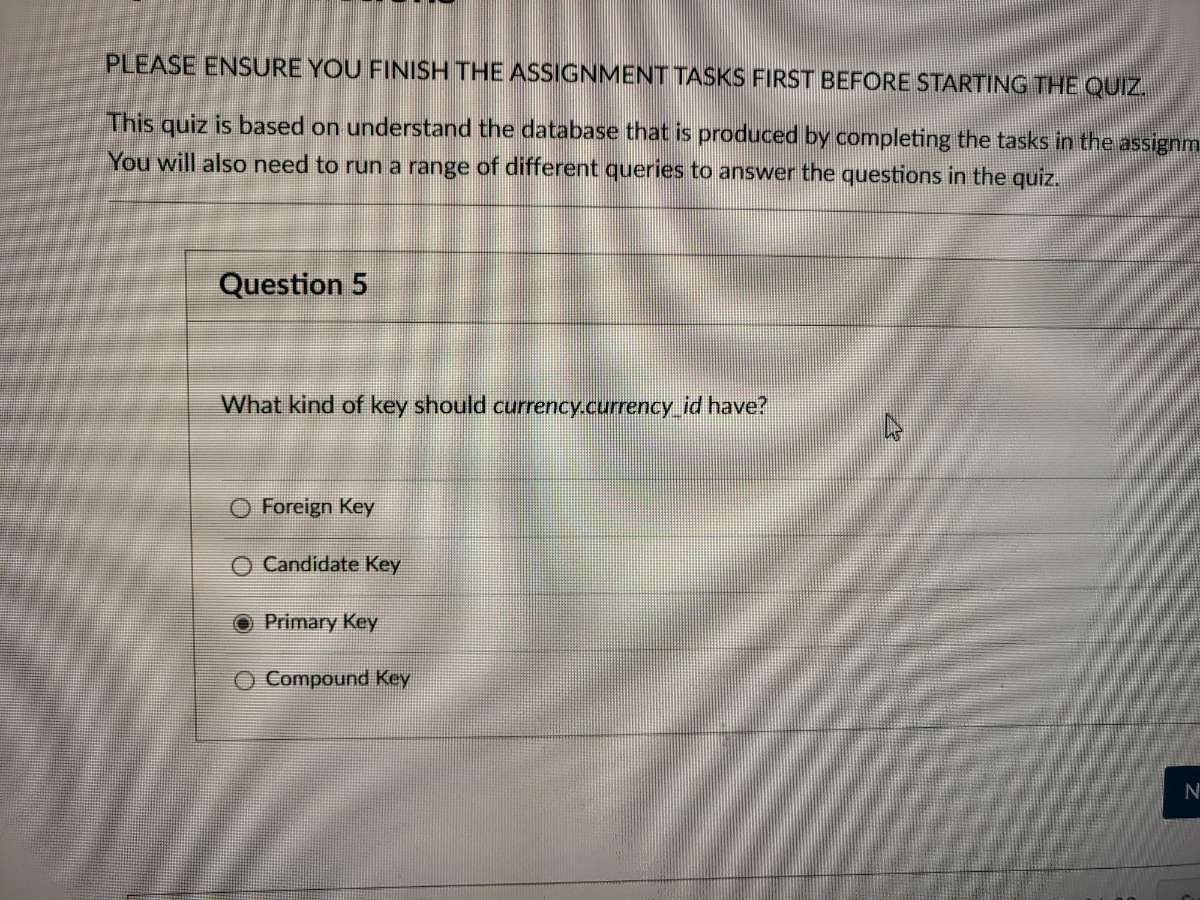 PLEASE ENSURE YOU FINISH THE ASSIGNMENT TASKS FIRST BEFORE STARTING THE QUIZ.
This quiz is based on understand the database that is produced by completing the tasks in the assignm
You will also need to run a range of different queries to answer the questions in the quiz.
Question 5
What kind of key should currency.currency_id have?
Foreign Key
Candidate Key
Primary Key
Compound Key
N